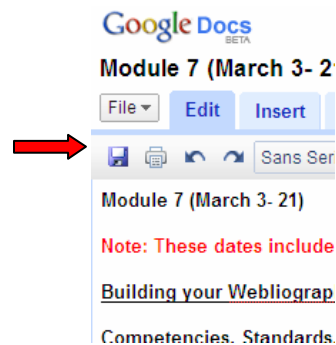 Google Docs
BETA
Module 7 (March 3- 21
File
Edit
Insert
Sans Ser
Module 7 (March 3- 21)
Note: These dates include
Building your Webliograp
Competencies, Standards,